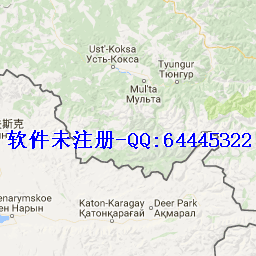 Ust'-Koksa
Усть-Кокса
Tyungur
Тюнгур
Mul'ta
Мульта
斯克
软件未注册-QQ:64445322
enarymskoe
ен Нарын
Katon-Karagay
Қатонқарағай
Deer Park
Ақмарал